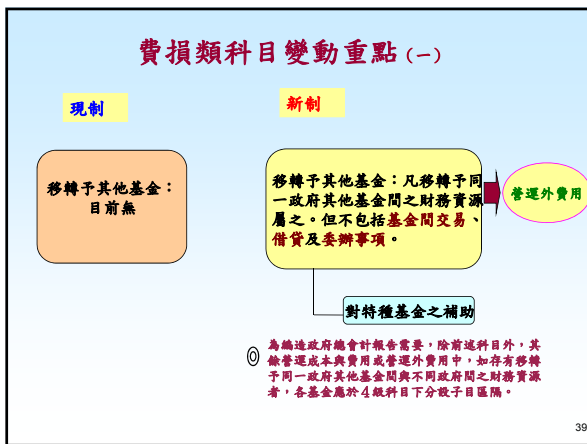 費損類科目變動重點(一)
現制
新制
移轉予其他基金：
目前無
移轉予其他基金：凡移轉予同
一政府其他基金間之財務資源
屬之。但不包括基金間交易、
借貸及委辦事項。
營運外費用
對特種基金之補助
◎ 為編造政府總會計報告需要，除前述科目外，其
餘營運成本與費用或營運外費用中，如存有移轉
予同一政府其他基金間與不同政府間之財務資源
者，各基金應於4級科目下分設子目區隔。
39